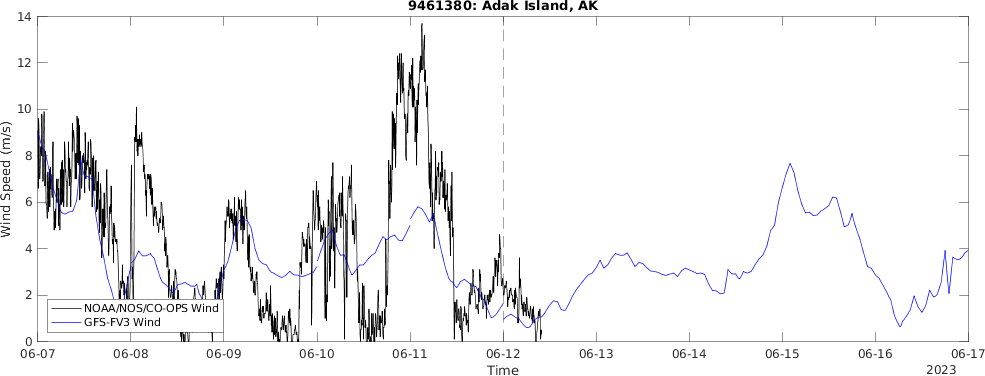 9461380: Adak Island, AK
Wind Speed (m/s)
14
12
10
8
6
4
2
0
NOAA/NOS/CO-OPS Wind
GFS-FV3 Wind
06-07 06-08 06-09 06-10 06-11 06-12 06-13 06-14 06-15 06-16 06-17
Time
2023